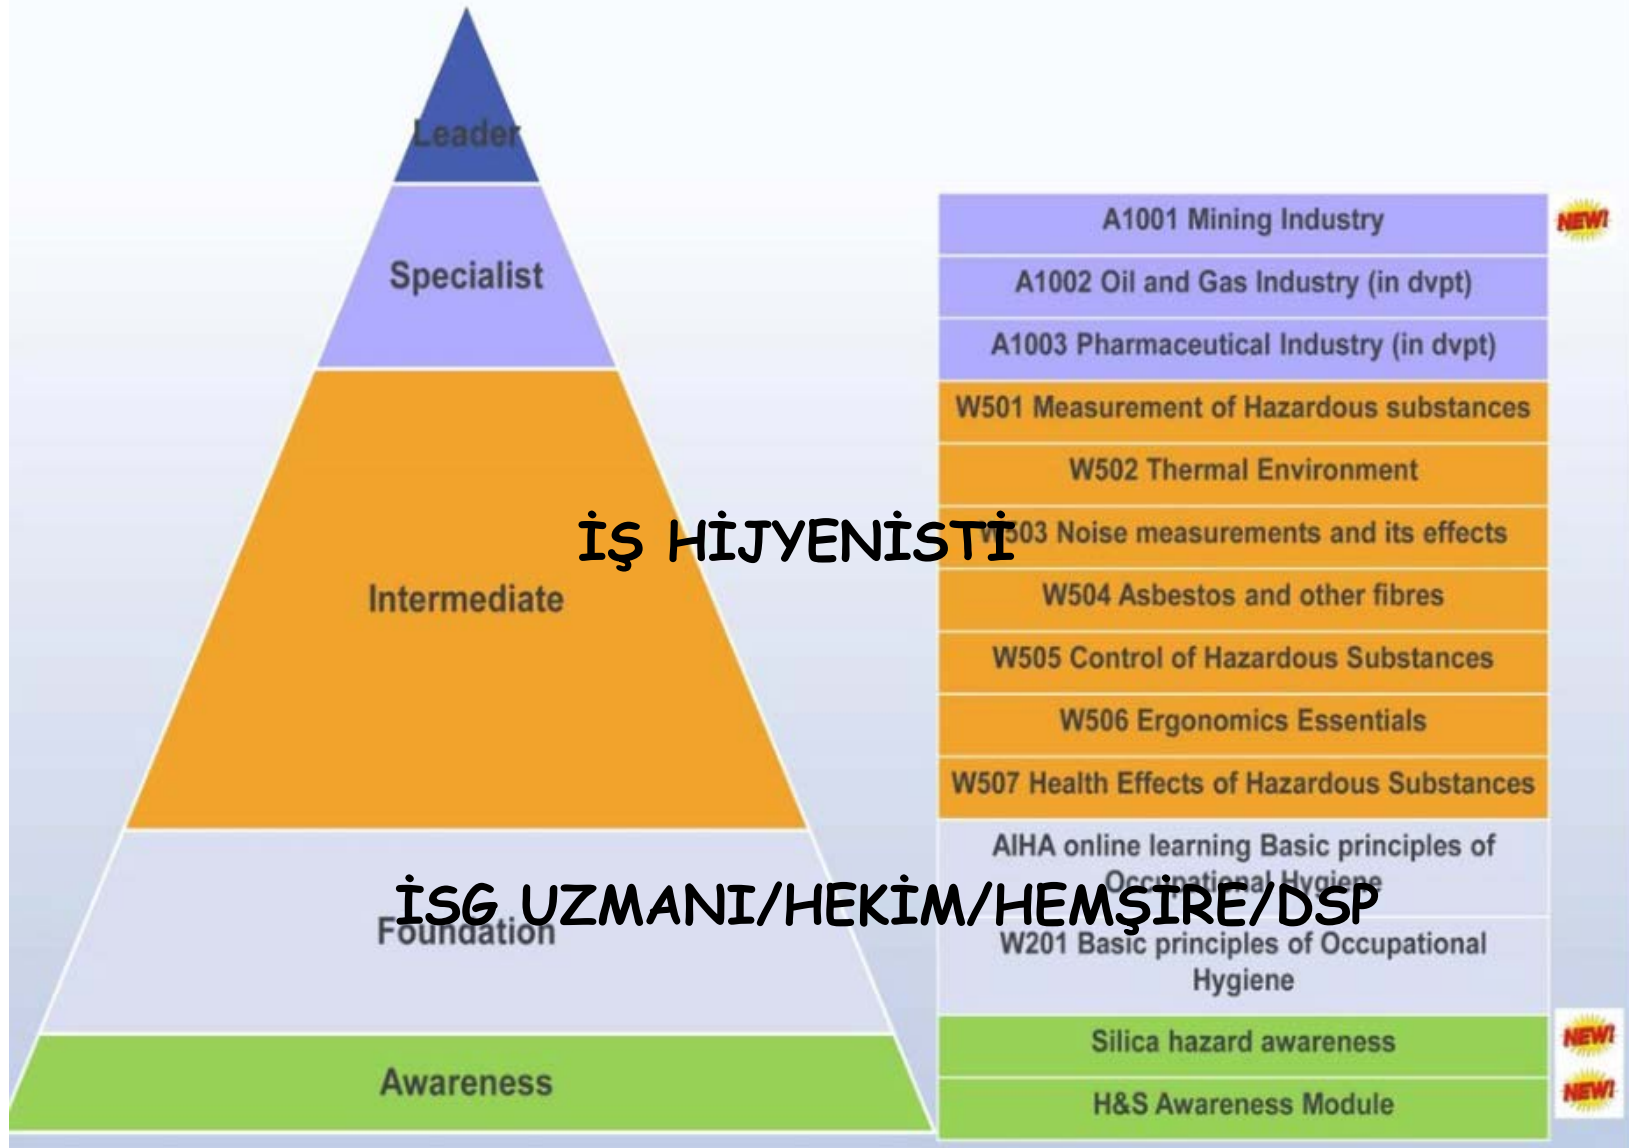 Leader
Specialist
Intermediate
Foundation
Awareness
İŞ HİJYENİSTİ
İSG UZMANI/HEKİM/HEMŞİRE/DSP
A1001 Mining Industry
NEW!
A1002 Oil and Gas Industry (in dvpt)
A1003 Pharmaceutical Industry (in dvpt)
W501 Measurement of Hazardous substances
W502 Thermal Environment
W503 Noise measurements and its effects
W504 Asbestos and other fibres
W505 Control of Hazardous Substances
W506 Ergonomics Essentials
W507 Health Effects of Hazardous Substances
AIHA online learning Basic principles of
Occupational Hygiene
W201 Basic principles of Occupational
Hygiene
Silica hazard awareness
NEW!
H&S Awareness Module
NEW!